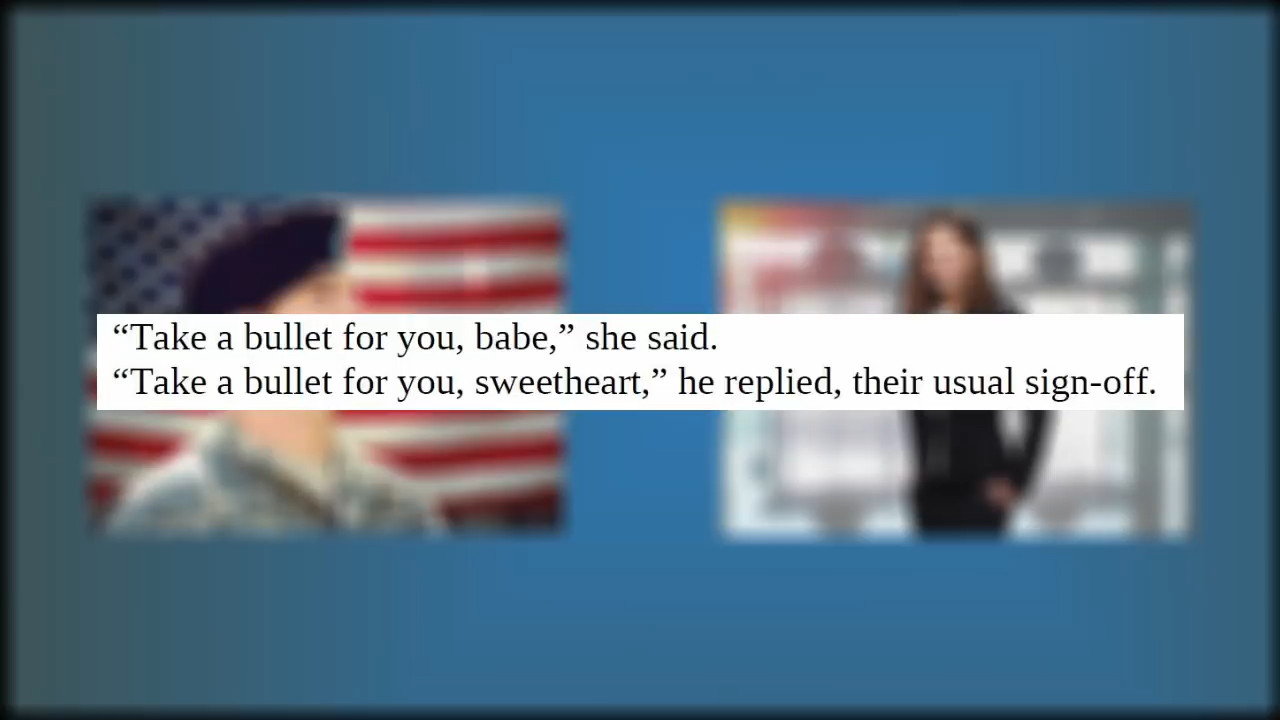 “Take a bullet for you, babe,” she said.
“Take a bullet for you, sweetheart,” he replied, their usual sign-off.